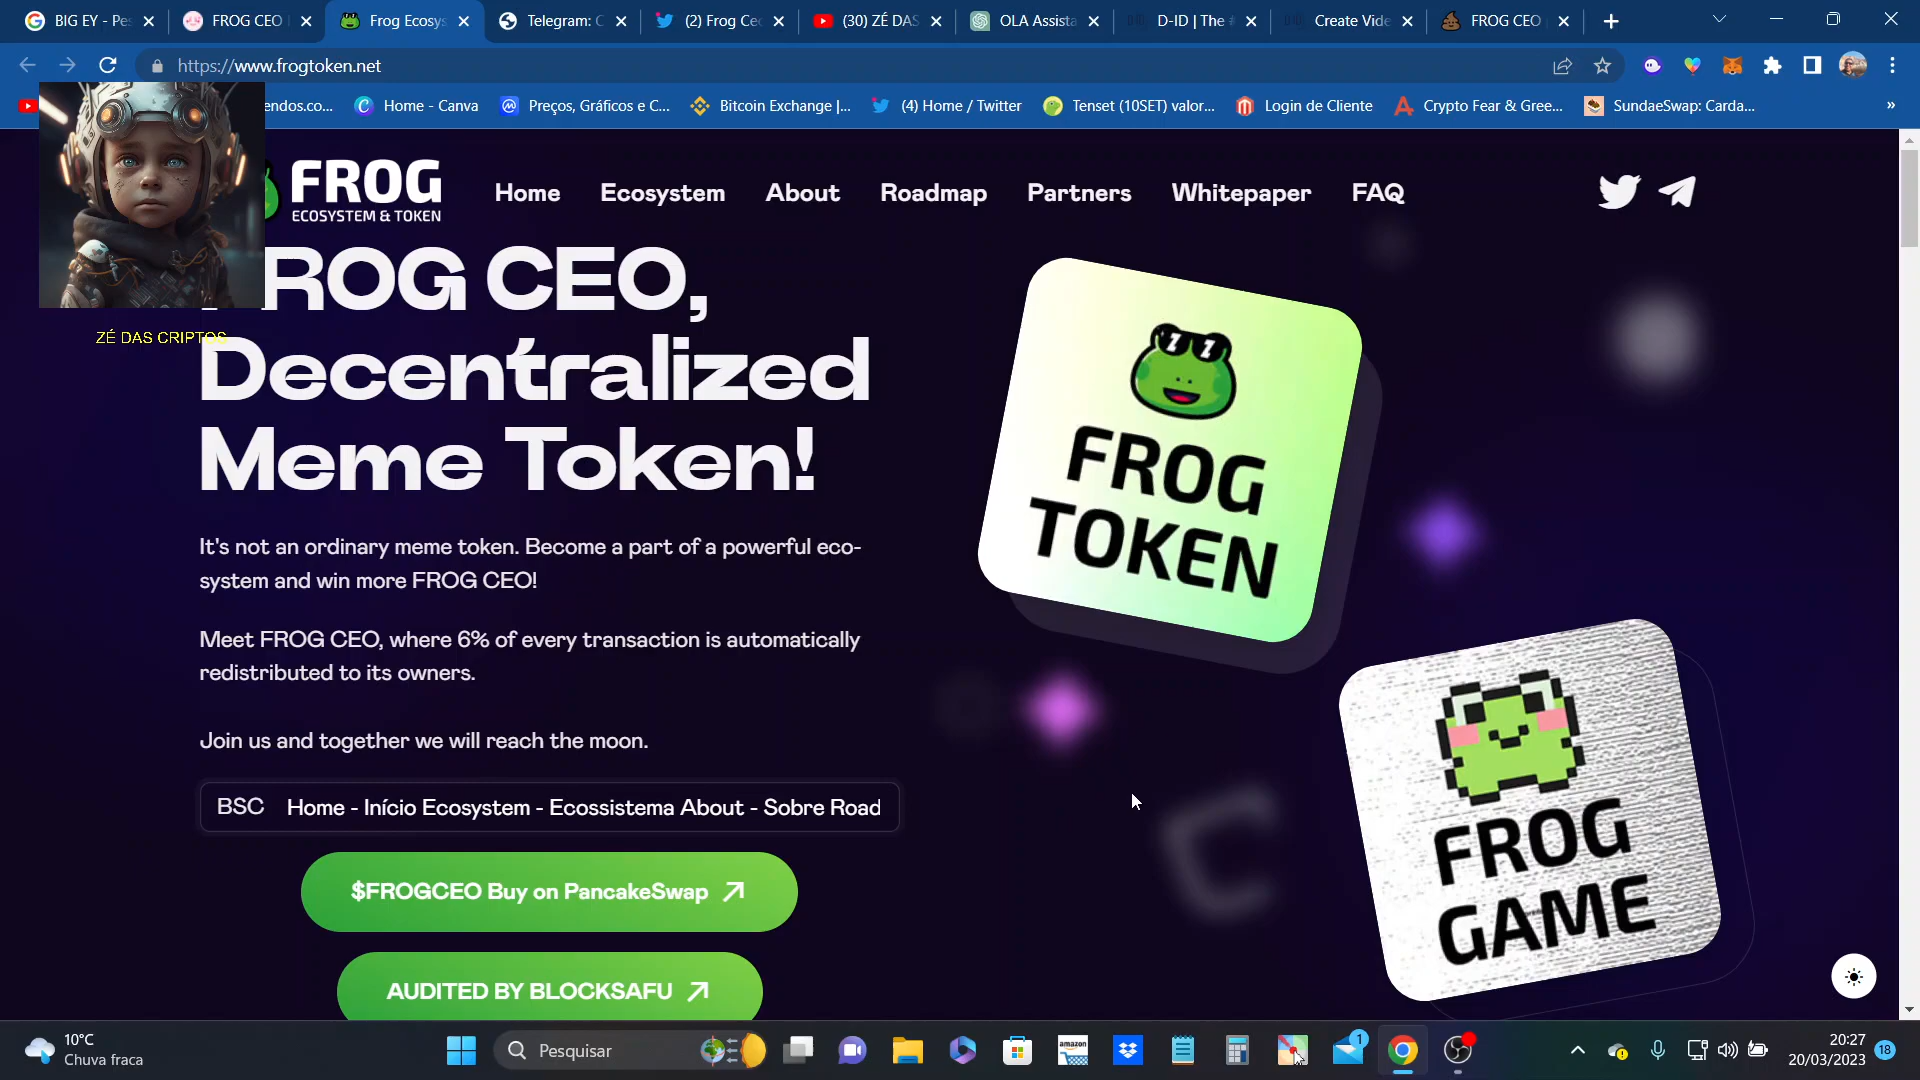 BIG EY - Pes
FROG CEO
Frog Ecosys
Telegram: C
(2) Frog Ceo
(30) ZÉ DAS
OLA Assista
D-ID | The #
Create Vide
FROG CEO
https://www.frogtoken.net
endos.co...
Home - Canva
Preços, Gráficos e C...
Bitcoin Exchange |...
(4) Home / Twitter
Tenset (10SET) valor...
Login de Cliente
Crypto Fear & Gree...
SundaeSwap: Carda...
»
FROG
ECOSYSTEM & TOKEN
Home
Ecosystem
About
Roadmap
Partners
Whitepaper
FAQ
ZÉ DAS CRIPTOS
ROG CEO,
Decentralized
Meme Token!
It's not an ordinary meme token. Become a part of a powerful eco-
system and win more FROG CEO!
Meet FROG CEO, where 6% of every transaction is automatically
redistributed to its owners.
Join us and together we will reach the moon.
BSC Home - Início Ecosystem - Ecossistema About - Sobre Road
$FROGCEO Buy on PancakeSwap
AUDITED BY BLOCKSAFU
FROG
TOKEN
FROG
GAME
10°C
Chuva fraca
Pesquisar
amazon
1
20:27
20/03/2023
18